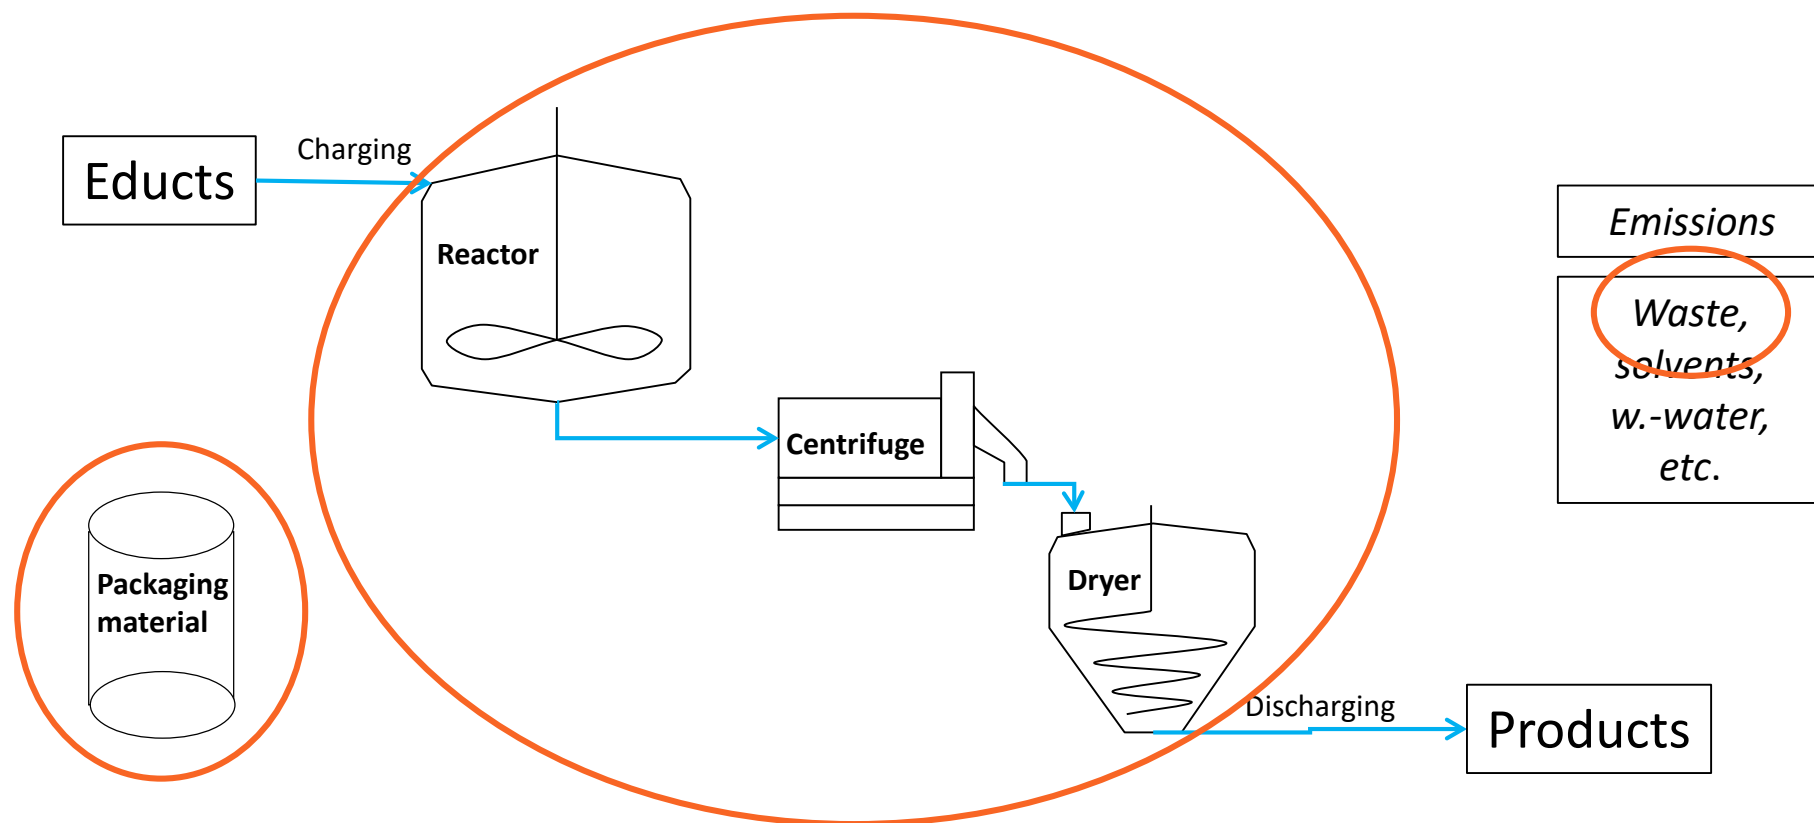 Educts
Charging
Reactor
Centrifuge
Dryer
Discharging
Products
Packaging
material
Emissions
Waste,
solvents,
w.-water,
etc.